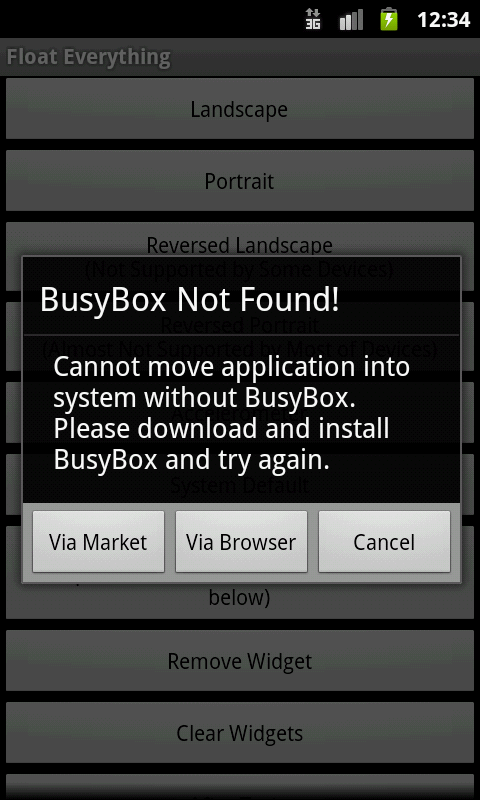 3G
12:34
Float Everything
Landscape
Portrait
Reversed Landscape
(Not Supported by Some Devices)
BusyBox Not Found!
Reversed Portrait
(Almost Not Supported by Most of Devices)
Cannot move application into
system without BusyBox.
Please download and install
BusyBox and try again.
System Default
Via Market
Via Browser
Cancel
below)
Remove Widget
Clear Widgets